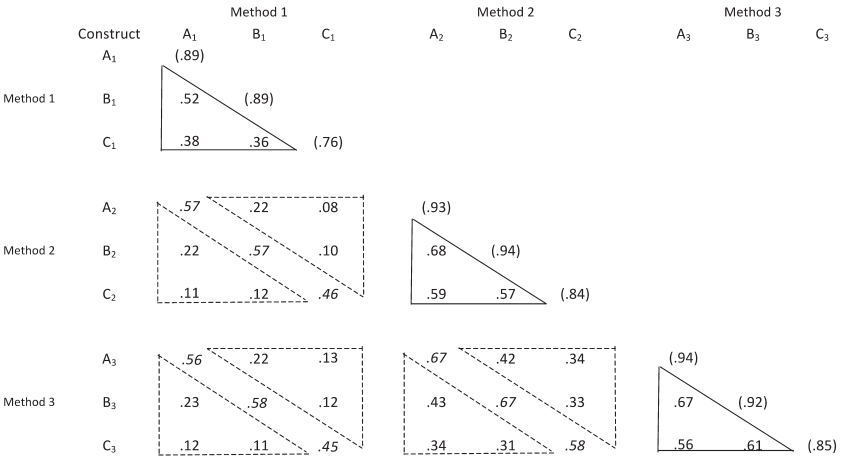 Method 1 Method 2 Method 3
Construct A₁ B₁ C₁ A₂ B₂ C₂ A₃ B₃ C₃
A₁ (.89)
Method 1 B₁ .52 (.89)
C₁ .38 .36 (.76)
A₂ .57 .22 .08 (.93)
Method 2 B₂ .22 .57 .10 .68 (.94)
C₂ .11 .12 .46 .59 .57 (.84)
A₃ .56 .22 .13 .67 .42 .34 (.94)
Method 3 B₃ .23 .58 .12 .43 .67 .33 .67 (.92)
C₃ .12 .11 .45 .34 .31 .58 .56 .61 (.85)